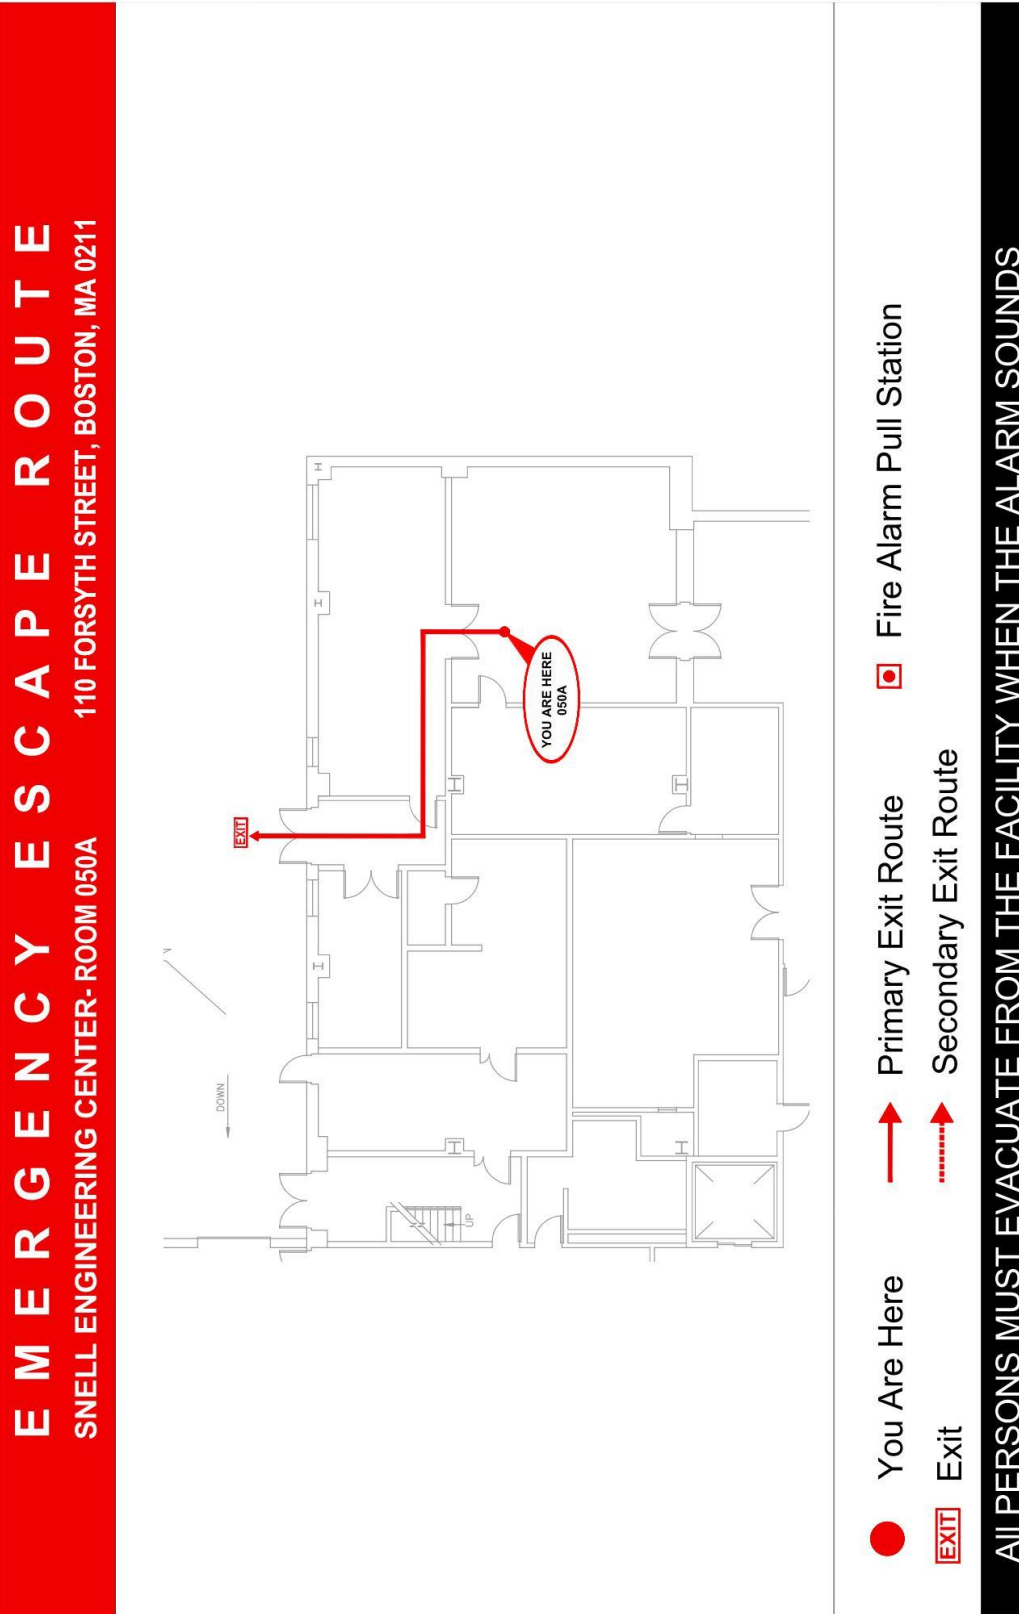 EMERGENCY ESCAPE ROUTE
SNELL ENGINEERING CENTER- ROOM 050A
110 FORSYTH STREET, BOSTON, MA 0211
EXIT
N
DOWN
UP
YOU ARE HERE
050A
You Are Here
Primary Exit Route
Fire Alarm Pull Station
EXIT Exit
Secondary Exit Route
All PERSONS MUST EVACUATE FROM THE FACILITY WHEN THE ALARM SOUNDS